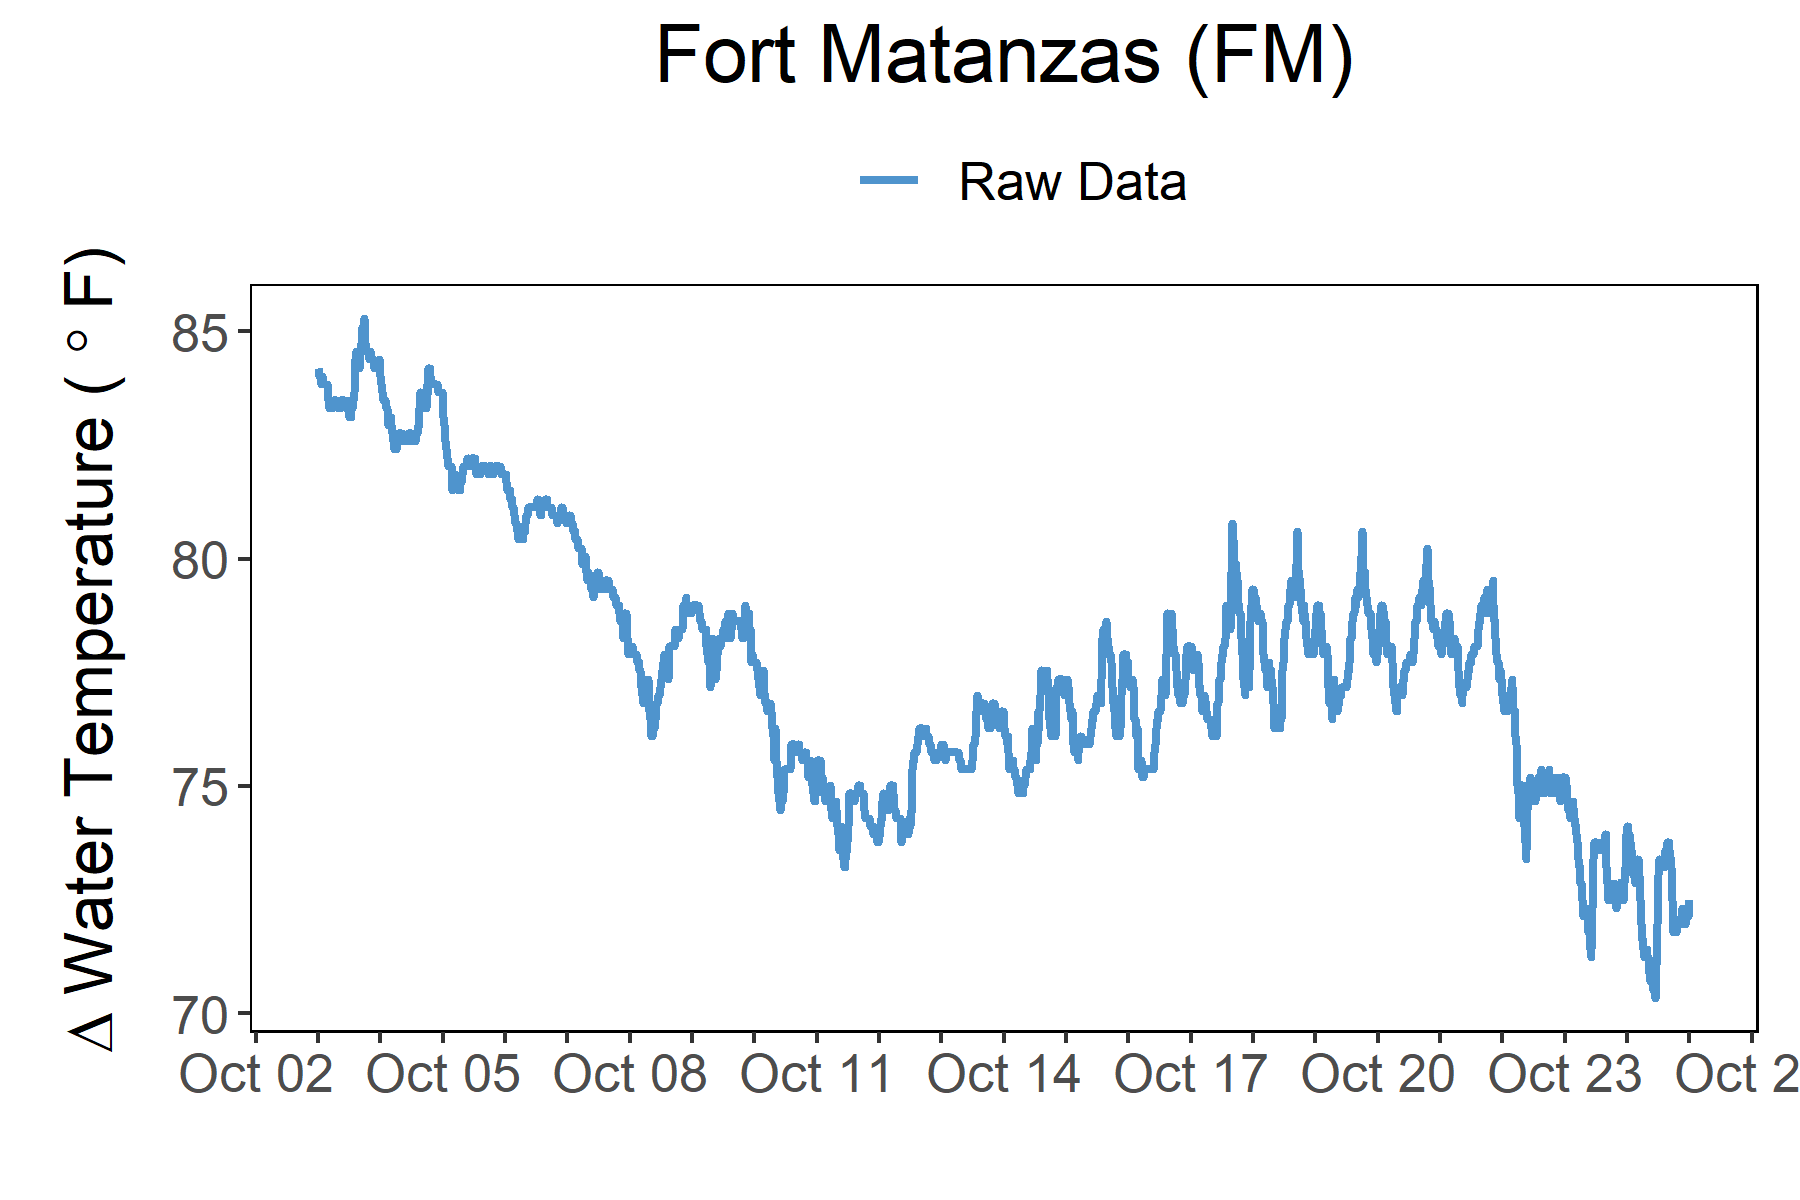 Fort Matanzas (FM)
Raw Data
Δ Water Temperature ( ° F)
85
80
75
70
Oct 02 Oct 05 Oct 08 Oct 11 Oct 14 Oct 17 Oct 20 Oct 23 Oct 2